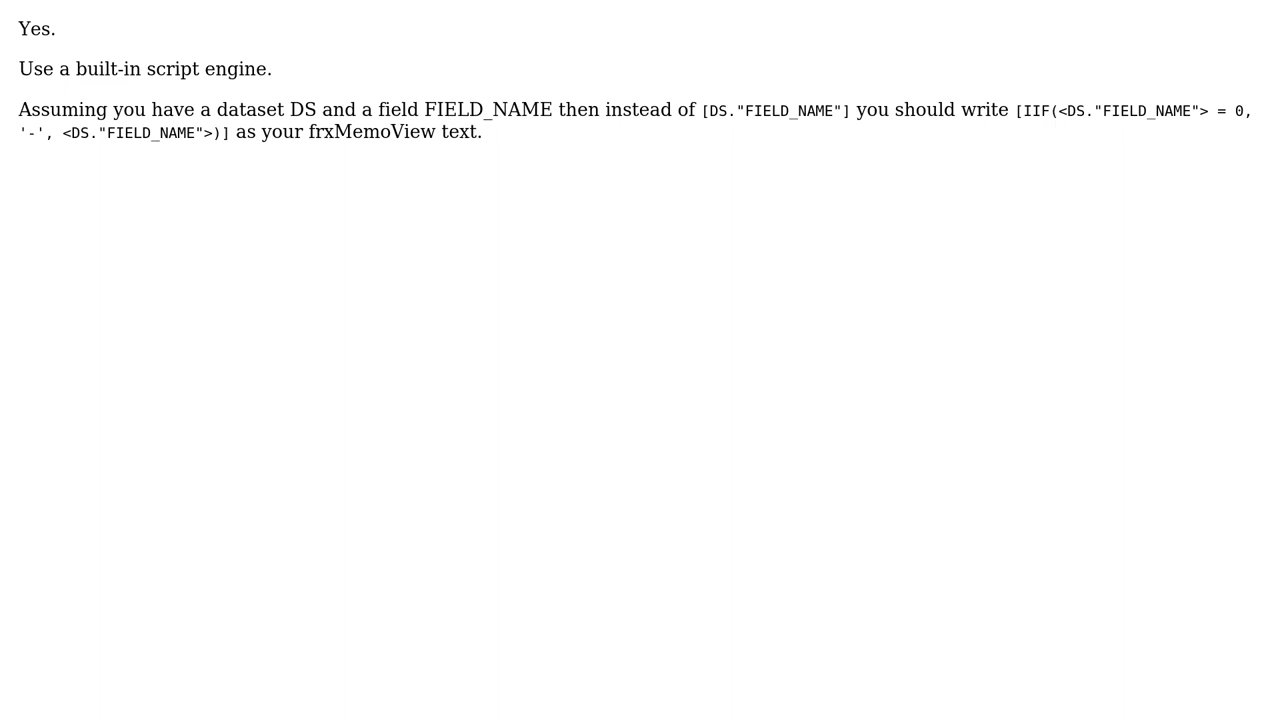 Yes.
Use a built-in script engine.
Assuming you have a dataset DS and a field FIELD_NAME then instead of [DS."FIELD_NAME"] you should write [IIF(<DS."FIELD_NAME"> = 0,
'-', <DS."FIELD_NAME">)] as your frxMemoView text.